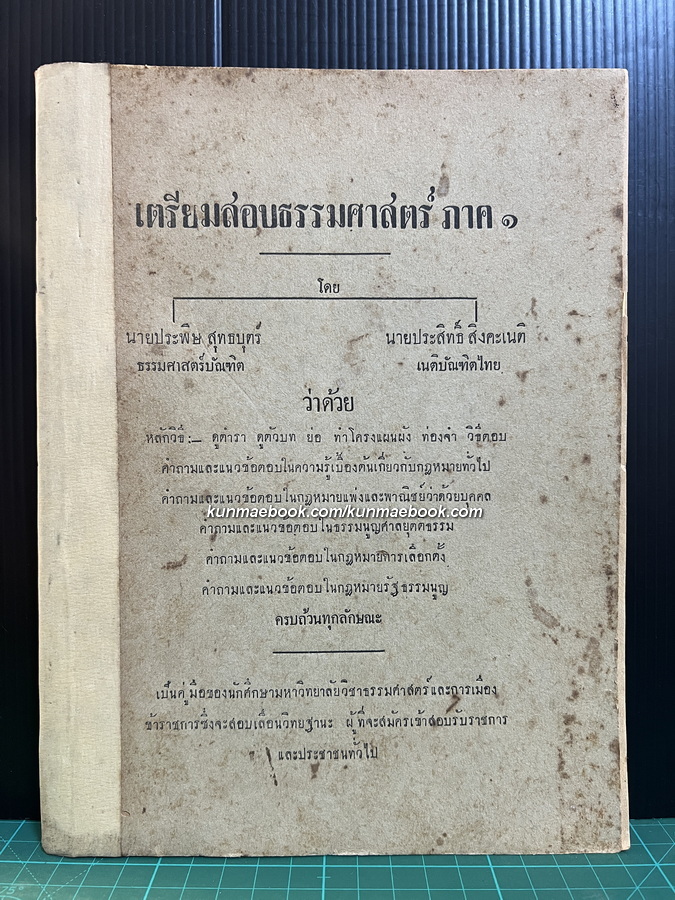 เตรียมสอบธรรมศาสตร์ ภาค ๑
โดย
นายประพิษ สุทธบุตร์
นายประสิทธิ์ สิงคะเนติ
ธรรมศาสตร์บัณฑิต
เนติบัณฑิตไทย
ว่าด้วย
หลักวิธี:— ดูตำรา ดูตัวบท ย่อ ทำโครงแผนผัง ท่องจำ วิธีตอบ
คำถามและแนวข้อตอบในความรู้เบื้องต้นเกี่ยวกับกฎหมายทั่วไป
คำถามและแนวข้อตอบในกฎหมายแพ่งและพาณิชย์ว่าด้วยบุคคล
kunmaebook.com/kunmaebook.com
คำถามและแนวข้อตอบในธรรมนูญศาลยุตติธรรม
คำถามและแนวข้อตอบในกฎหมายการเลือกตั้ง
คำถามและแนวข้อตอบในกฎหมายรัฐธรรมนูญ
ครบถ้วนทุกลักษณะ
เป็นคู่มือของนักศึกษามหาวิทยาลัยวิชาธรรมศาสตร์และการเมือง
ข้าราชการซึ่งจะสอบเลื่อนวิทยฐานะ ผู้ที่จะสมัครเข้าสอบรับราชการ
และประชาชนทั่วไป